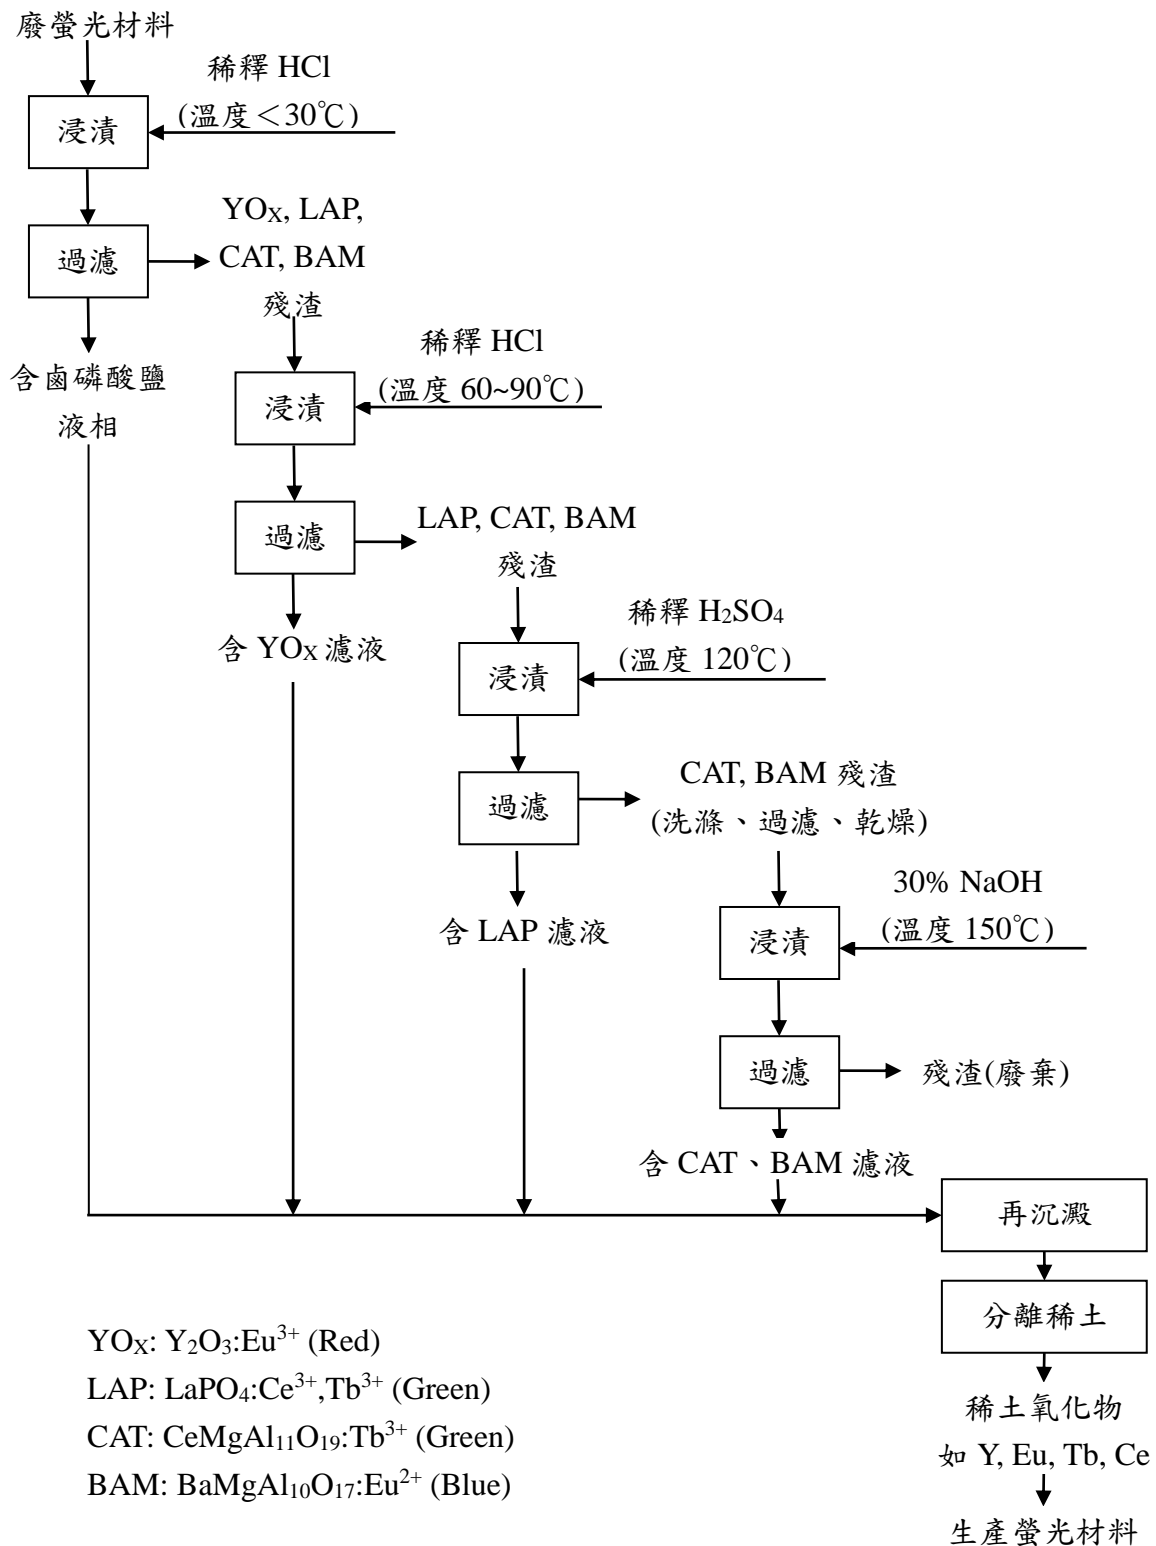 廢螢光材料
稀釋 HCl
(溫度＜30℃)
浸漬
過濾
YOX, LAP,
CAT, BAM
殘渣
含鹵磷酸鹽
液相
稀釋 HCl
(溫度 60~90℃)
浸漬
過濾
LAP, CAT, BAM
殘渣
含 YOX 濾液
稀釋 H2SO4
(溫度 120℃)
浸漬
過濾
CAT, BAM 殘渣
(洗滌、過濾、乾燥)
含 LAP 濾液
30% NaOH
(溫度 150℃)
浸漬
過濾
殘渣(廢棄)
含 CAT、BAM 濾液
再沉澱
分離稀土
稀土氧化物
如 Y, Eu, Tb, Ce
生產螢光材料
YOX: Y2O3:Eu3+ (Red)
LAP: LaPO4:Ce3+,Tb3+ (Green)
CAT: CeMgAl11O19:Tb3+ (Green)
BAM: BaMgAl10O17:Eu2+ (Blue)